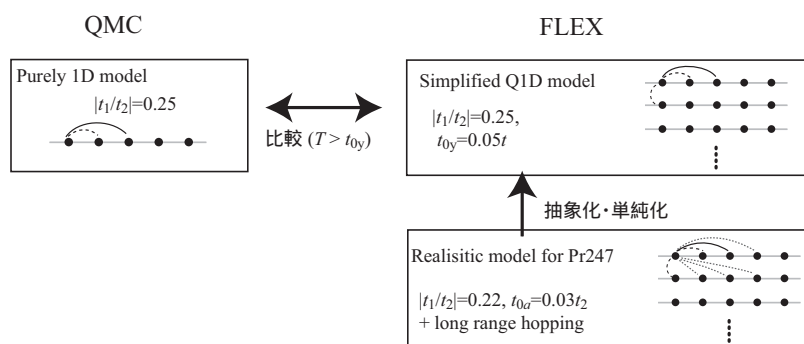 QMC
FLEX
Purely 1D model
|t₁/t₂|=0.25
比較 (T > t₀y)
Simplified Q1D model
|t₁/t₂|=0.25,
t₀y=0.05t
抽象化・単純化
Realisitic model for Pr247
|t₁/t₂|=0.22, t₀a=0.03t₂
+ long range hopping